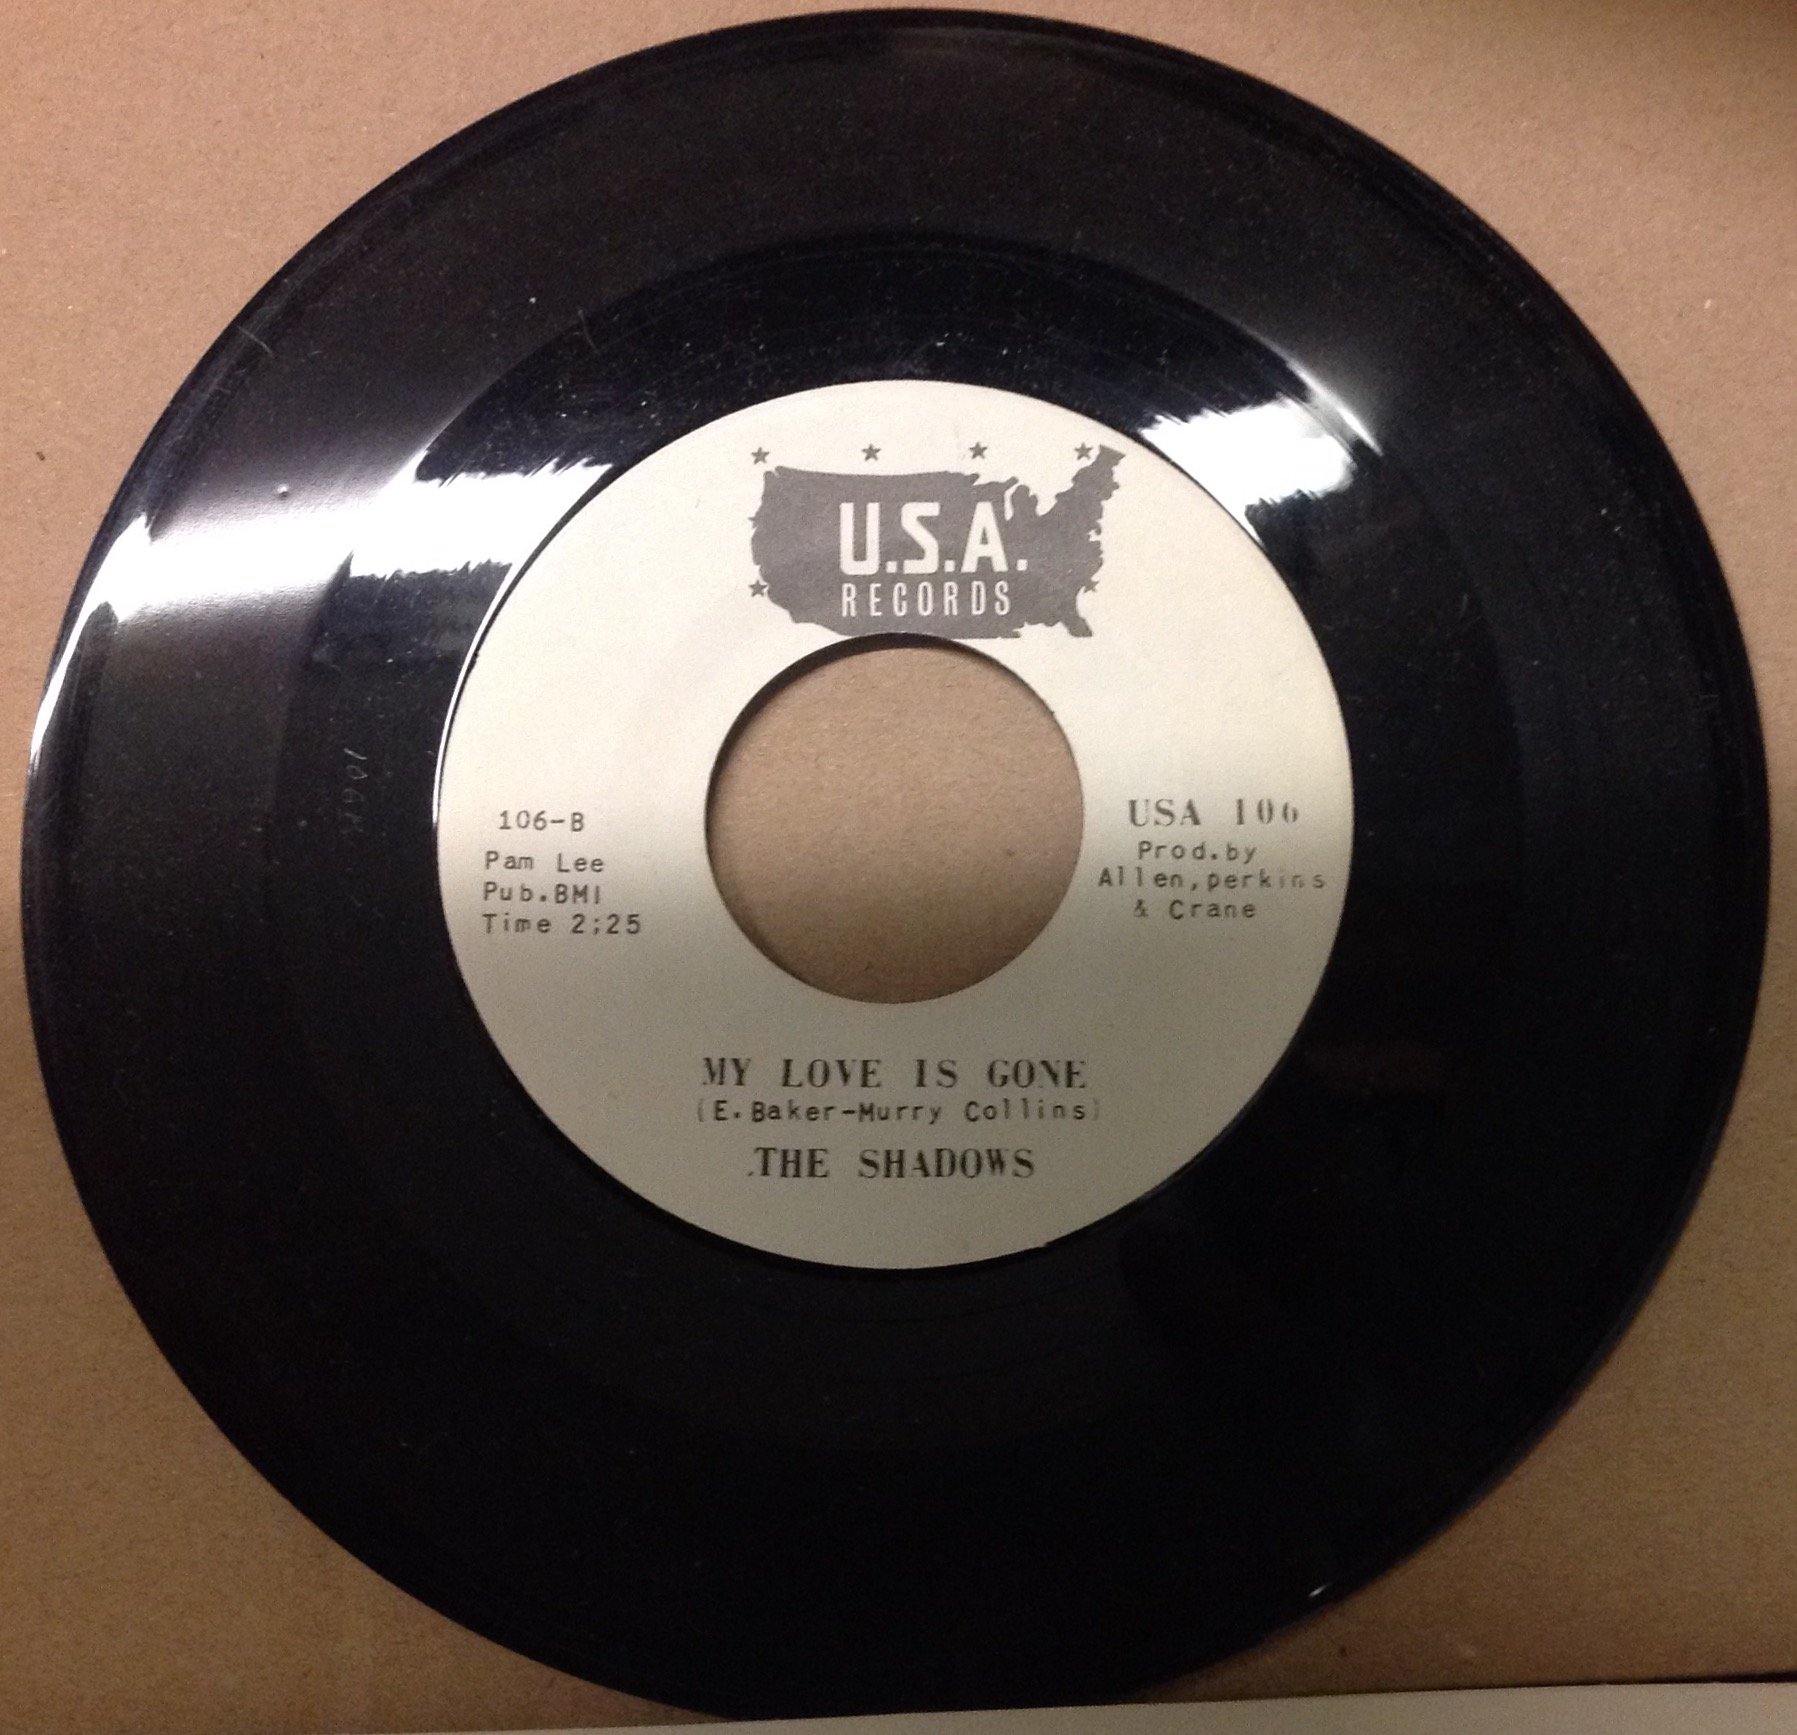 U.S.A.
RECORDS
106-B
Pam Lee
Pub.BMI
Time 2;25
USA 106
Prod.by
Allen,perkins
& Crane
MY LOVE IS GONE
(E.Baker-Murry Collins)
.THE SHADOWS